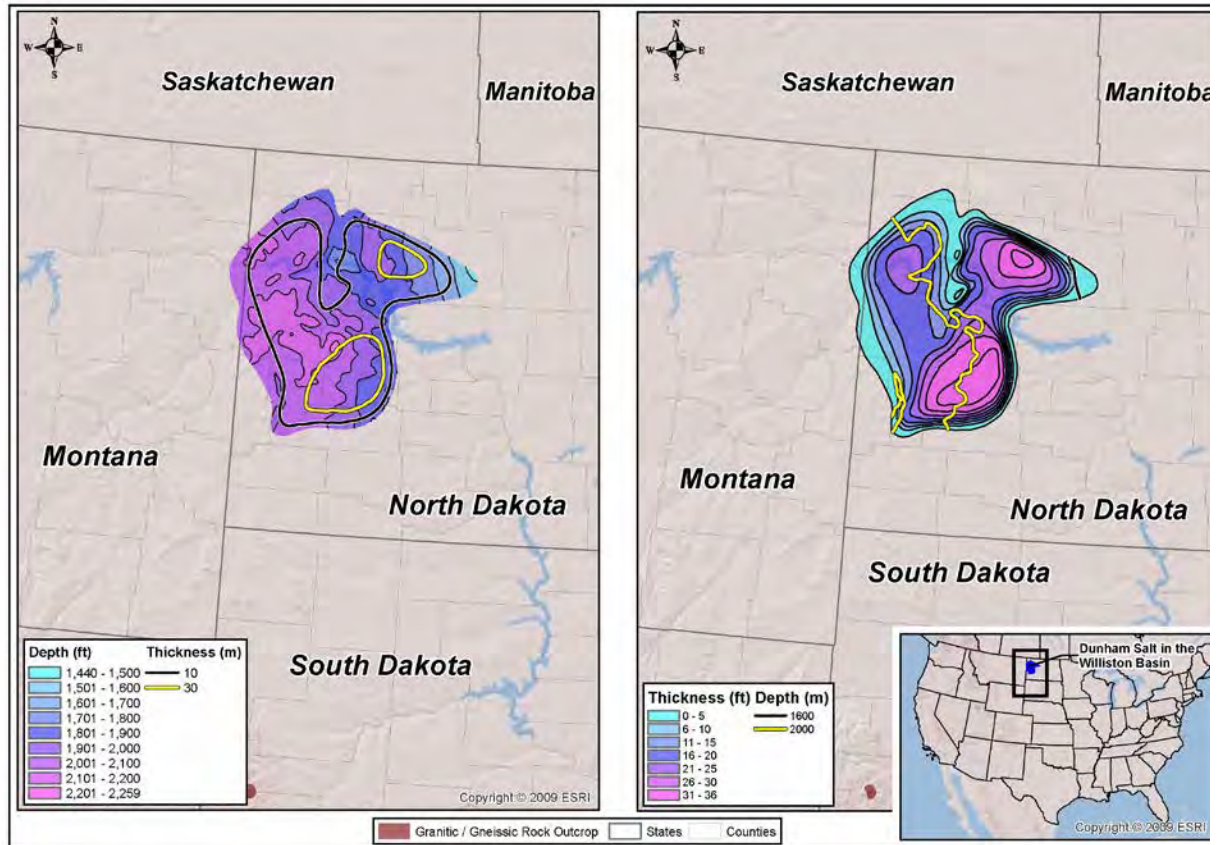 N
W E
S
Saskatchewan
Manitoba
Montana
North Dakota
South Dakota
Depth (ft) Thickness (m)
1,440 - 1,500 10
1,501 - 1,600 30
1,601 - 1,700
1,701 - 1,800
1,801 - 1,900
1,901 - 2,000
2,001 - 2,100
2,101 - 2,200
2,201 - 2,259
Copyright © 2009 ESRI
N
W E
S
Saskatchewan
Manitoba
Montana
North Dakota
South Dakota
Thickness (ft) Depth (m)
0 - 5 1600
6 - 10 2000
11 - 15
16 - 20
21 - 25
26 - 30
31 - 36
Dunham Salt in the
Williston Basin
Copyright © 2009 ESRI
Granitic / Gneissic Rock Outcrop States Counties